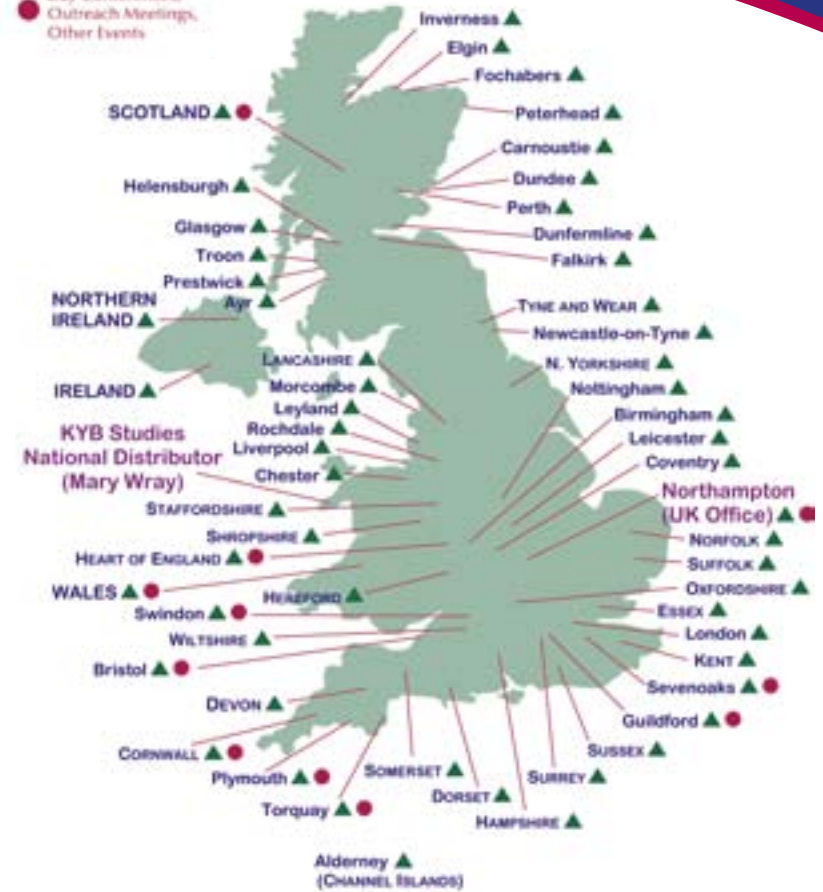 Outreach Meetings,
Other Events
Inverness
Elgin
Fochabers
SCOTLAND
Peterhead
Carnoustie
Helensburgh
Dundee
Perth
Glasgow
Dunfermline
Troon
Falkirk
Prestwick
NORTHERN
IRELAND
Ayr
TYNE AND WEAR
Newcastle-on-Tyne
LANCASHIRE
N. YORKSHIRE
IRELAND
Morcombe
Nottingham
Leyland
Birmingham
Rochdale
Leicester
KYB Studies
National Distributor
(Mary Wray)
Liverpool
Coventry
Chester
Northampton
(UK Office)
STAFFORDSHIRE
SHROPSHIRE
NORFOLK
HEART OF ENGLAND
SUFFOLK
WALES
HEREFORD
OXFORDSHIRE
Swindon
ESSEX
WILTSHIRE
London
Bristol
KENT
Sevenoaks
DEVON
Guildford
CORNWALL
SUSSEX
Plymouth
SOMERSET
SURREY
Torquay
DORSET
HAMPSHIRE
Alderney
(CHANNEL ISLANDS)